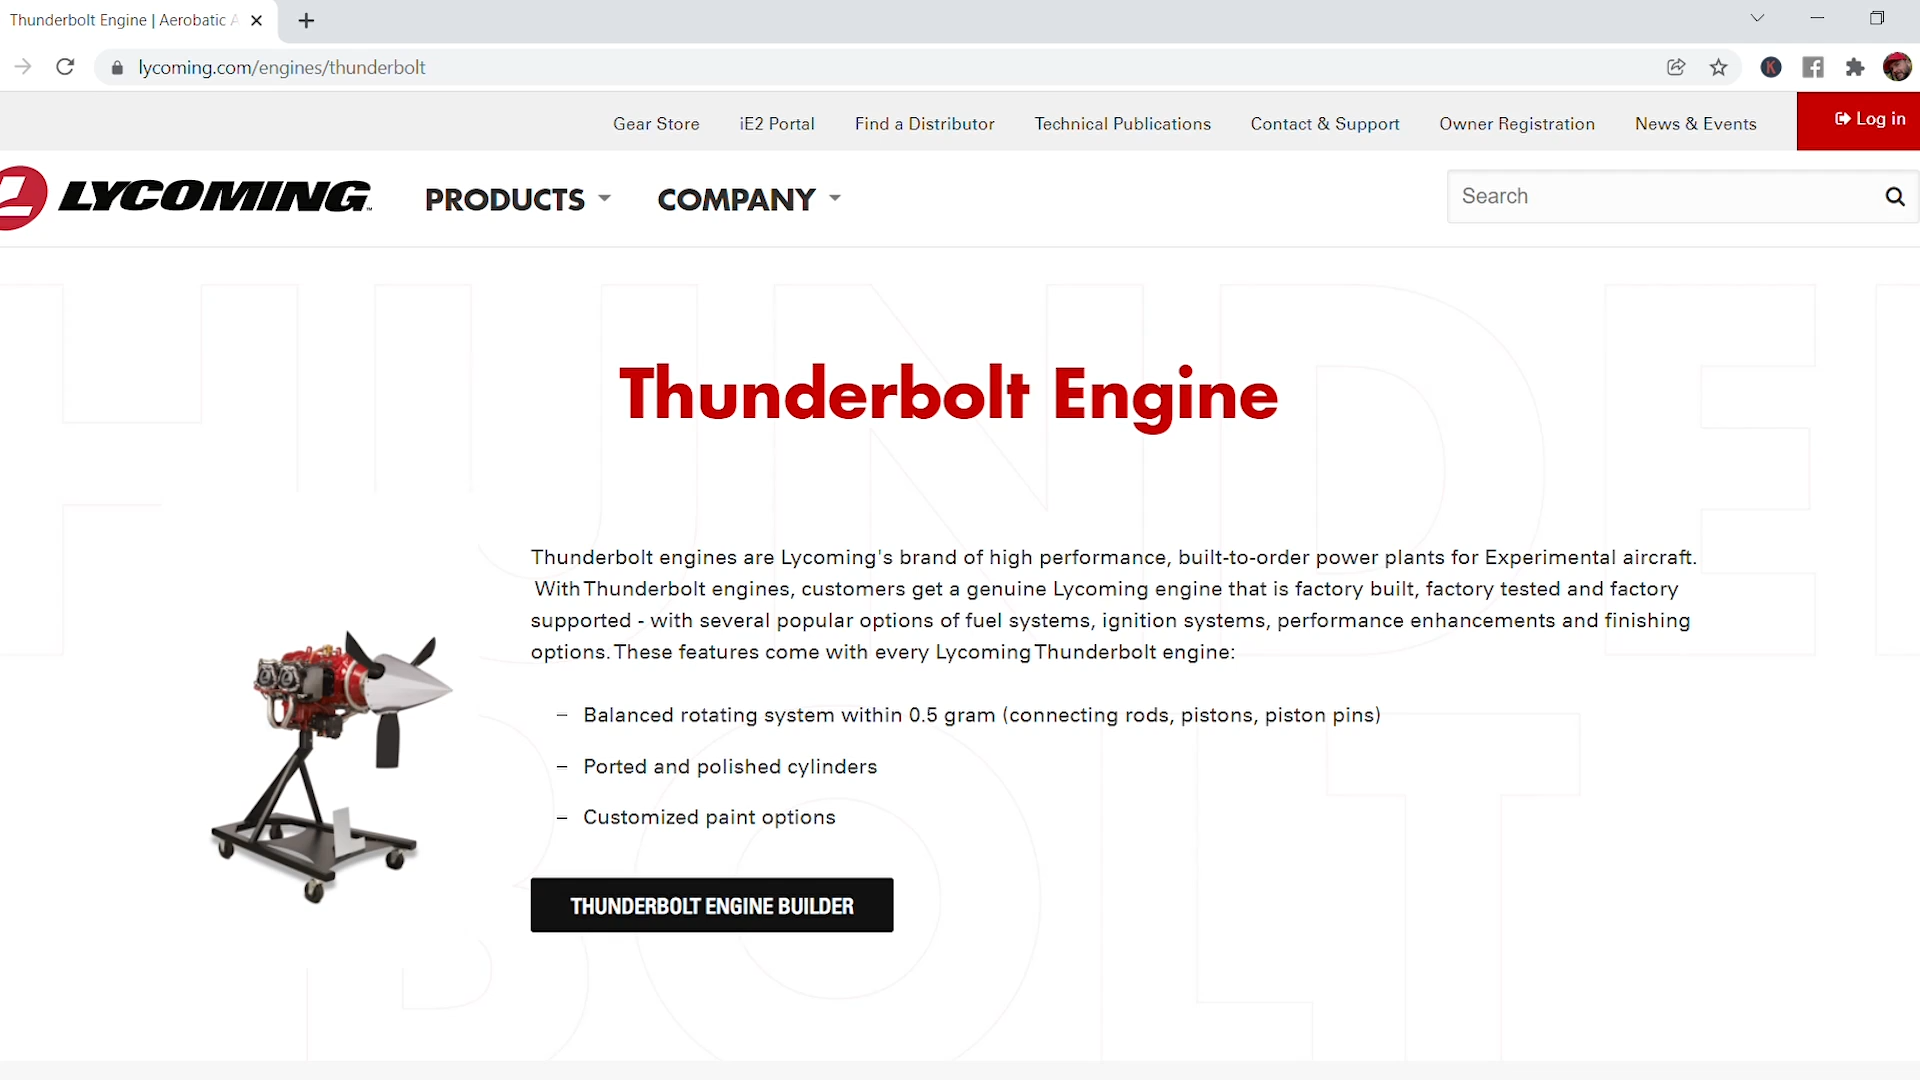 Thunderbolt Engine | Aerobatic A
lycoming.com/engines/thunderbolt
K
Gear Store iE2 Portal Find a Distributor Technical Publications Contact & Support Owner Registration News & Events Log in
LYCOMING PRODUCTS COMPANY Search
Thunderbolt Engine
Thunderbolt engines are Lycoming's brand of high performance, built-to-order power plants for Experimental aircraft.
With Thunderbolt engines, customers get a genuine Lycoming engine that is factory built, factory tested and factory
supported - with several popular options of fuel systems, ignition systems, performance enhancements and finishing
options. These features come with every Lycoming Thunderbolt engine:
– Balanced rotating system within 0.5 gram (connecting rods, pistons, piston pins)
– Ported and polished cylinders
– Customized paint options
THUNDERBOLT ENGINE BUILDER
HUNDE
BOLT